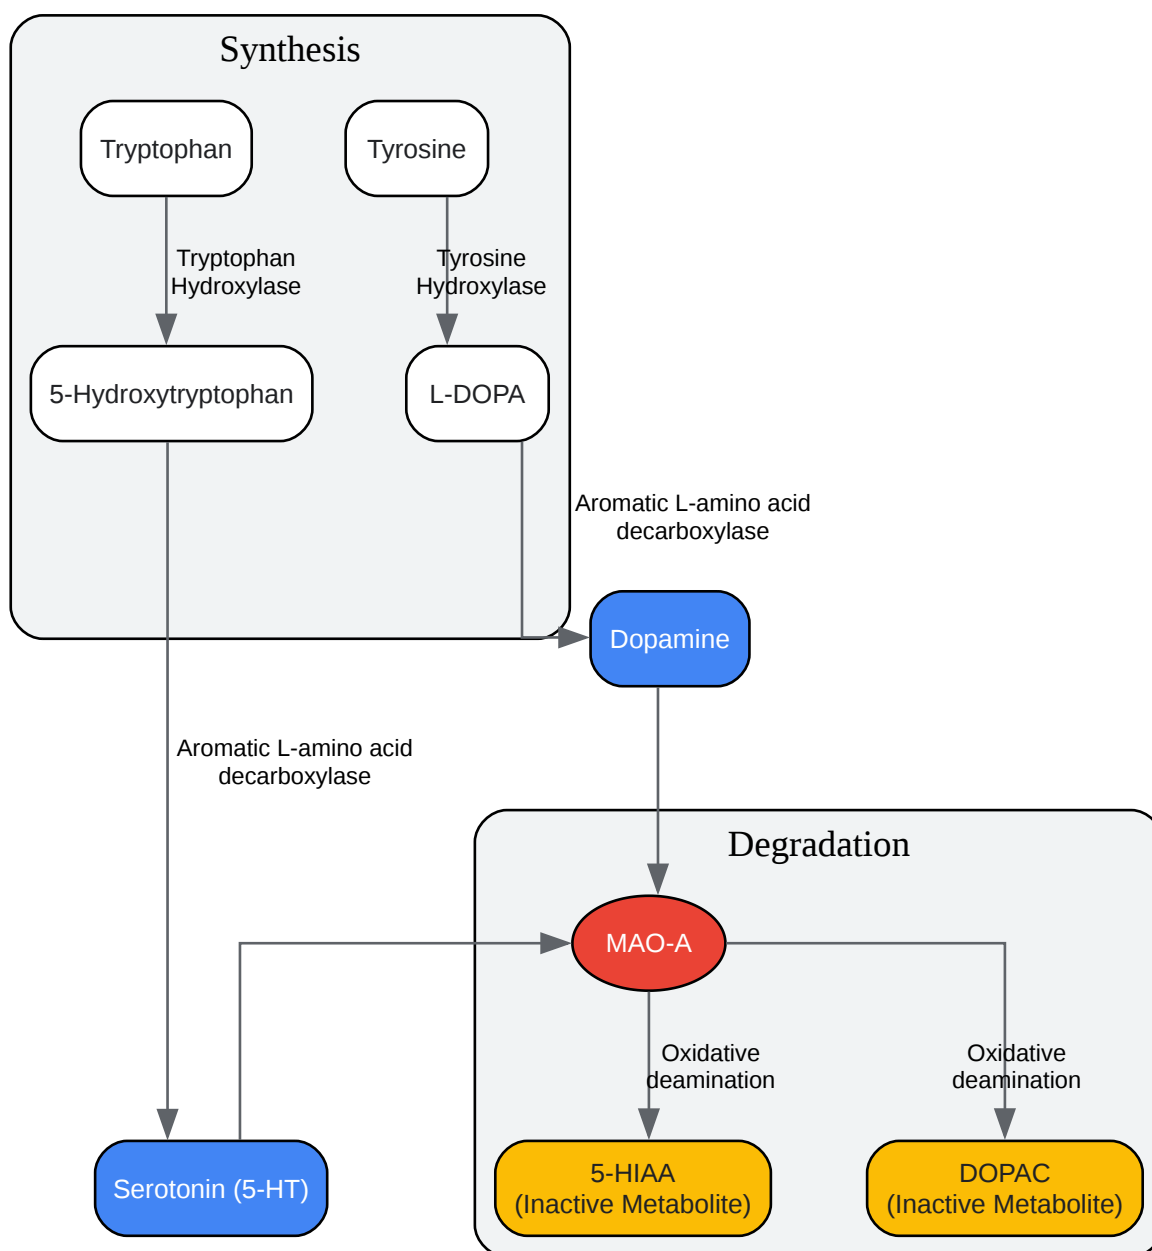 Synthesis
Tryptophan
Tyrosine
Tryptophan
Hydroxylase
Tyrosine
Hydroxylase
5-Hydroxytryptophan
L-DOPA
Aromatic L-amino acid
decarboxylase
Dopamine
Aromatic L-amino acid
decarboxylase
Degradation
MAO-A
Oxidative
deamination
Oxidative
deamination
Serotonin (5-HT)
5-HIAA
(Inactive Metabolite)
DOPAC
(Inactive Metabolite)